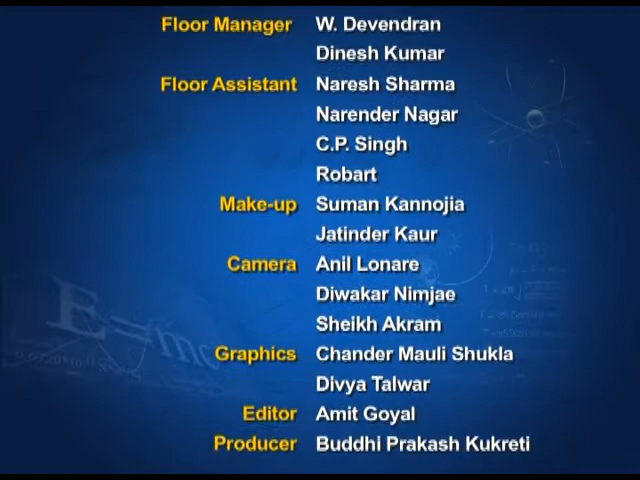 Floor Manager W. Devendran
Dinesh Kumar
Floor Assistant Naresh Sharma
Narender Nagar
C.P. Singh
Robart
Make-up Suman Kannojia
Jatinder Kaur
Camera Anil Lonare
Diwakar Nimjae
Sheikh Akram
Graphics Chander Mauli Shukla
Divya Talwar
Editor Amit Goyal
Producer Buddhi Prakash Kukreti
E=mc